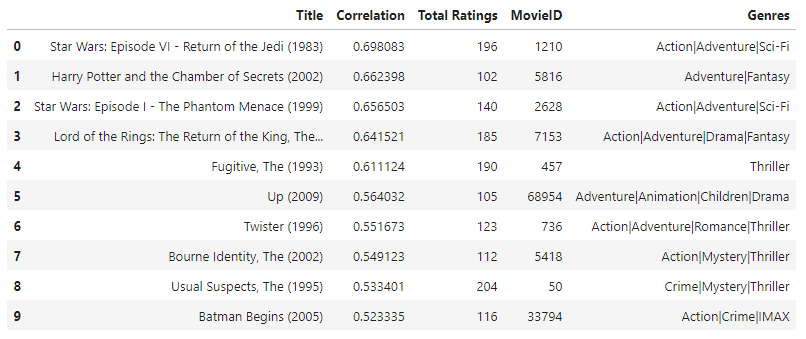 Title Correlation Total Ratings MovieID Genres
0 Star Wars: Episode VI - Return of the Jedi (1983) 0.698083 196 1210 Action|Adventure|Sci-Fi
1 Harry Potter and the Chamber of Secrets (2002) 0.662398 102 5816 Adventure|Fantasy
2 Star Wars: Episode I - The Phantom Menace (1999) 0.656503 140 2628 Action|Adventure|Sci-Fi
3 Lord of the Rings: The Return of the King, The... 0.641521 185 7153 Action|Adventure|Drama|Fantasy
4 Fugitive, The (1993) 0.611124 190 457 Thriller
5 Up (2009) 0.564032 105 68954 Adventure|Animation|Children|Drama
6 Twister (1996) 0.551673 123 736 Action|Adventure|Romance|Thriller
7 Bourne Identity, The (2002) 0.549123 112 5418 Action|Mystery|Thriller
8 Usual Suspects, The (1995) 0.533401 204 50 Crime|Mystery|Thriller
9 Batman Begins (2005) 0.523335 116 33794 Action|Crime|IMAX